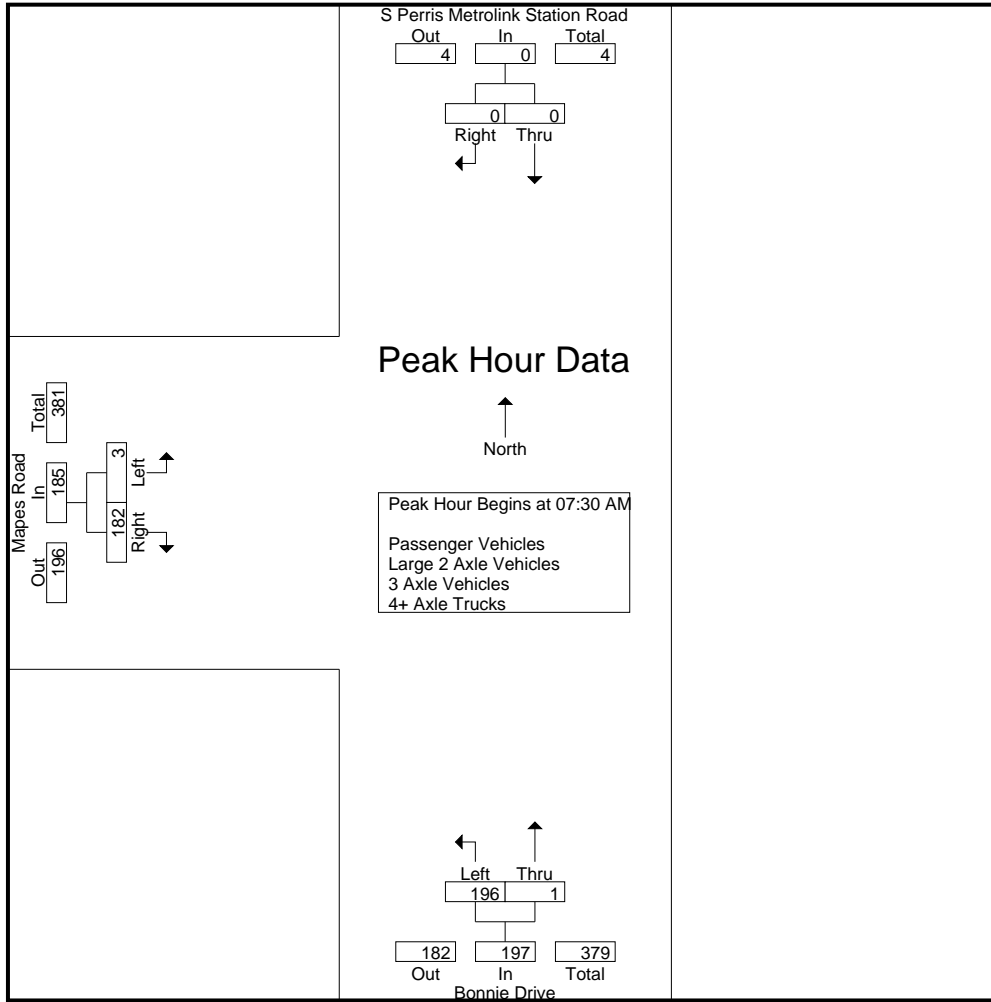 S Perris Metrolink Station Road
Out In Total
4 0 4
0 0
Right Thru
Peak Hour Data
North
Mapes Road
Out In Total
196 185 381
182 3
Right Left
Peak Hour Begins at 07:30 AM
Passenger Vehicles
Large 2 Axle Vehicles
3 Axle Vehicles
4+ Axle Trucks
Left Thru
196 1
182 197 379
Out In Total
Bonnie Drive